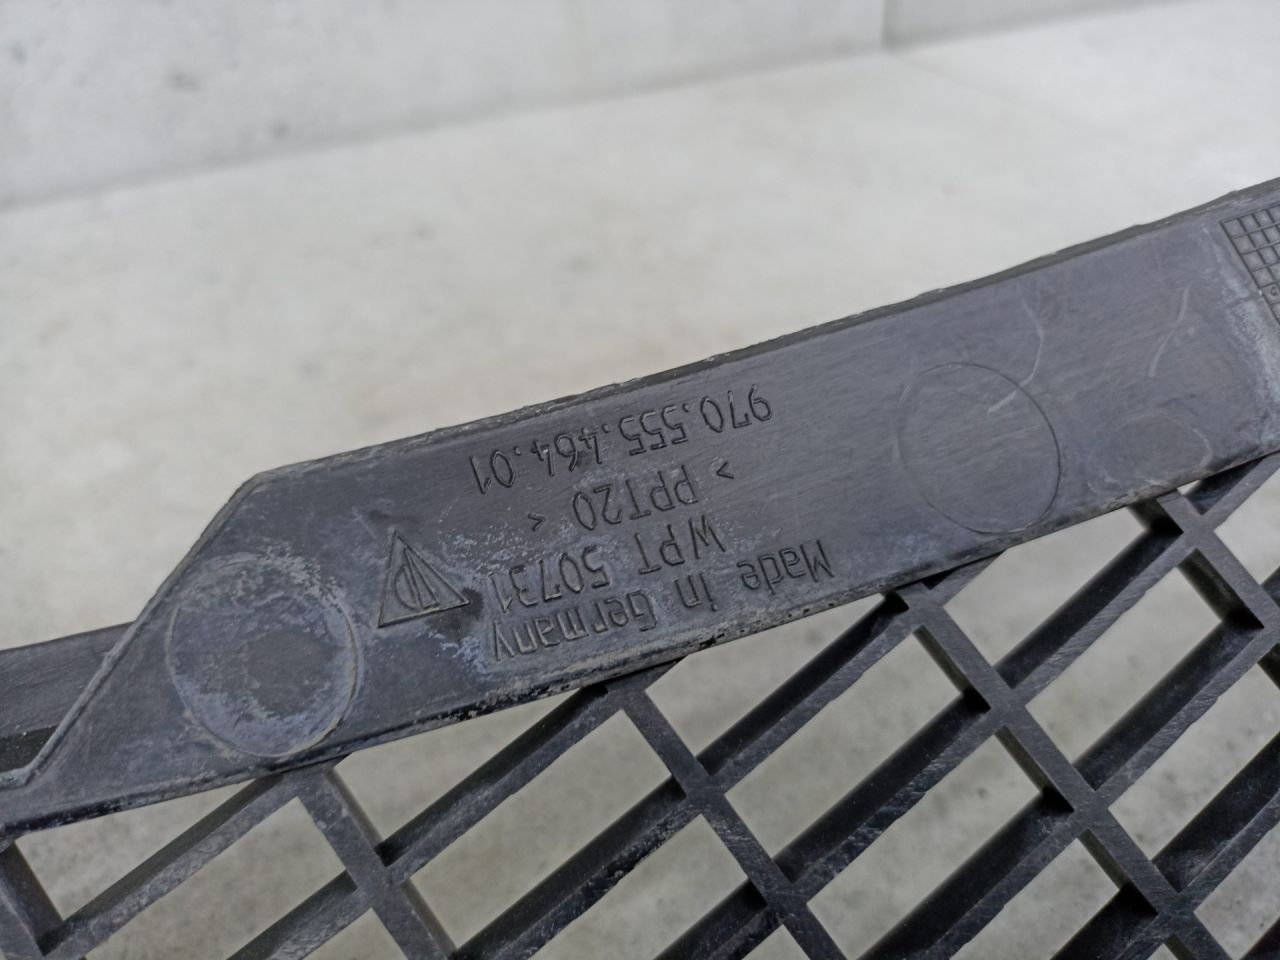 970.555.464.01
> PPT20 <
WPT 50731
Made in Germany